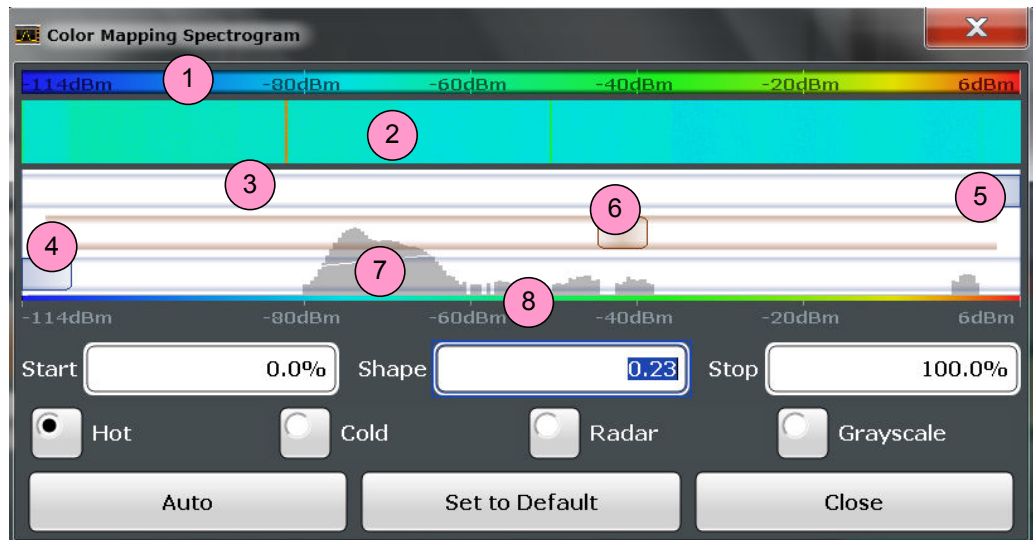 Color Mapping Spectrogram
X
-114dBm -80dBm -60dBm -40dBm -20dBm 6dBm
1
2
3
5
6
4
7
8
-114dBm -80dBm -60dBm -40dBm -20dBm 6dBm
Start 0.0% Shape 0.23 Stop 100.0%
Hot Cold Radar Grayscale
Auto Set to Default Close